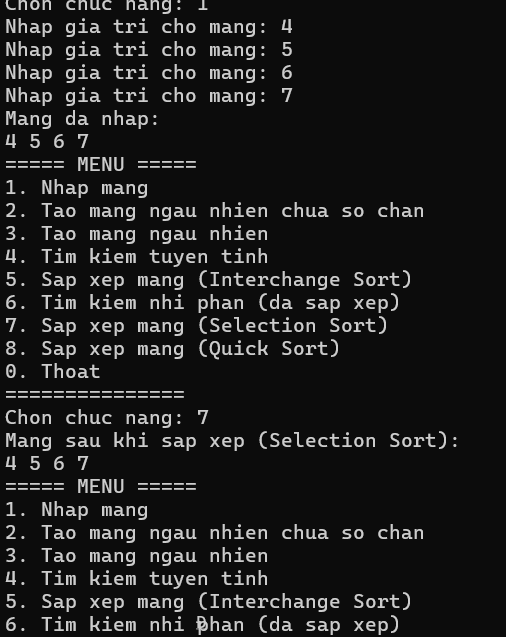 Chon chuc nang: 1
Nhap gia tri cho mang: 4
Nhap gia tri cho mang: 5
Nhap gia tri cho mang: 6
Nhap gia tri cho mang: 7
Mang da nhap:
4 5 6 7
===== MENU =====
1. Nhap mang
2. Tao mang ngau nhien chua so chan
3. Tao mang ngau nhien
4. Tim kiem tuyen tinh
5. Sap xep mang (Interchange Sort)
6. Tim kiem nhi phan (da sap xep)
7. Sap xep mang (Selection Sort)
8. Sap xep mang (Quick Sort)
0. Thoat
===============
Chon chuc nang: 7
Mang sau khi sap xep (Selection Sort):
4 5 6 7
===== MENU =====
1. Nhap mang
2. Tao mang ngau nhien chua so chan
3. Tao mang ngau nhien
4. Tim kiem tuyen tinh
5. Sap xep mang (Interchange Sort)
6. Tim kiem nhi phan (da sap xep)